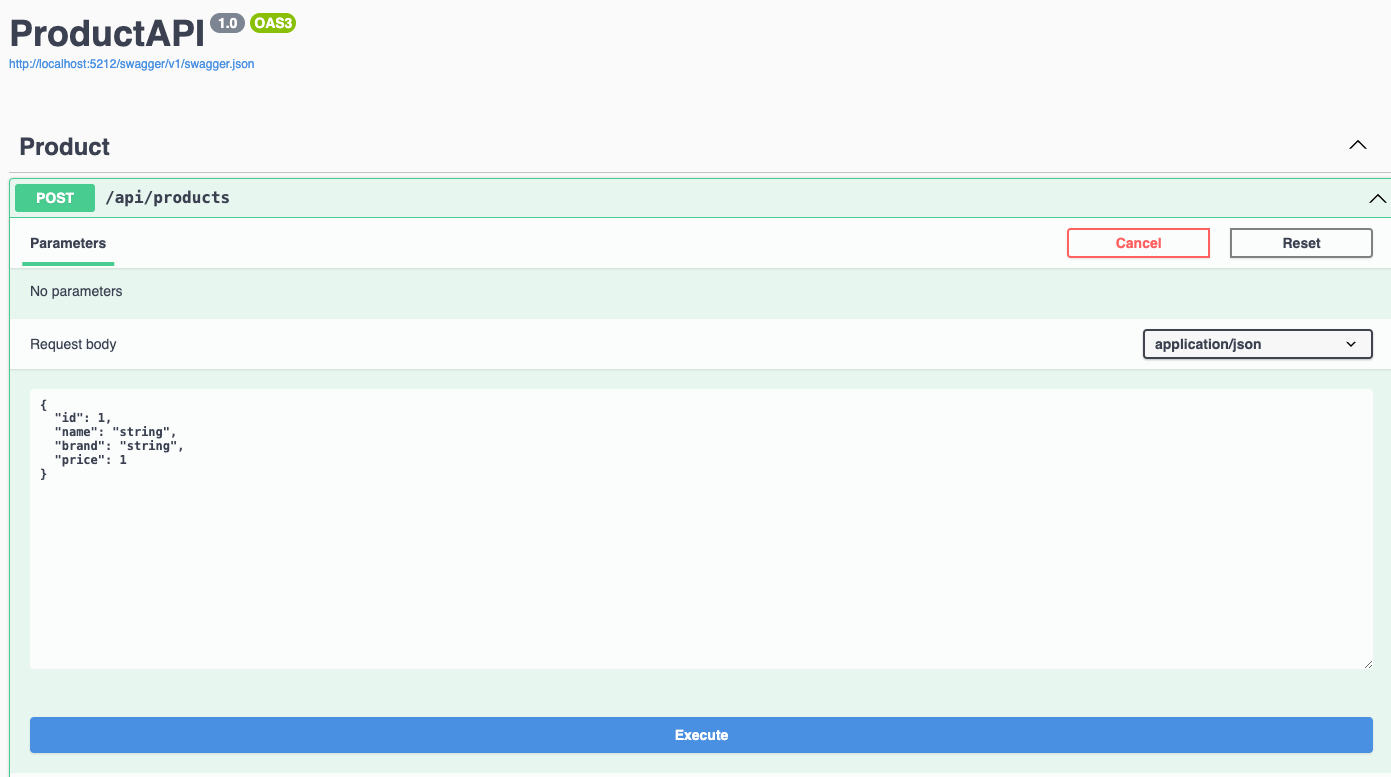 ProductAPI 1.0 OAS3
http://localhost:5212/swagger/v1/swagger.json
Product
POST /api/products
Parameters Cancel Reset
No parameters
Request body application/json
{
  "id": 1,
  "name": "string",
  "brand": "string",
  "price": 1
}
Execute